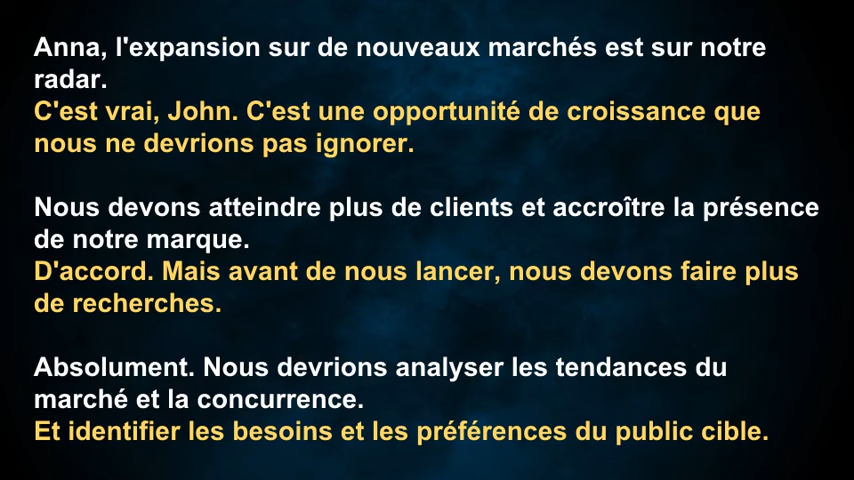 Anna, l'expansion sur de nouveaux marchés est sur notre
radar.
C'est vrai, John. C'est une opportunité de croissance que
nous ne devrions pas ignorer.
Nous devons atteindre plus de clients et accroître la présence
de notre marque.
D'accord. Mais avant de nous lancer, nous devons faire plus
de recherches.
Absolument. Nous devrions analyser les tendances du
marché et la concurrence.
Et identifier les besoins et les préférences du public cible.